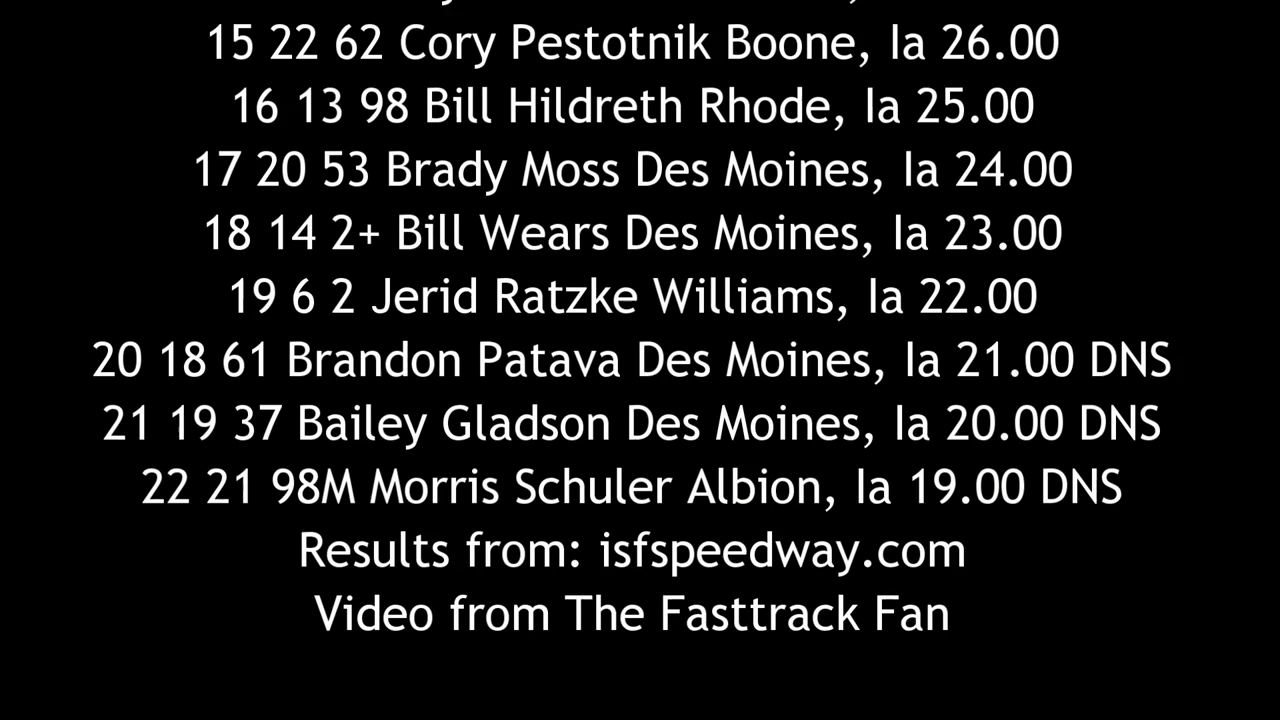 15 22 62 Cory Pestotnik Boone, Ia 26.00
16 13 98 Bill Hildreth Rhode, Ia 25.00
17 20 53 Brady Moss Des Moines, Ia 24.00
18 14 2+ Bill Wears Des Moines, Ia 23.00
19 6 2 Jerid Ratzke Williams, Ia 22.00
20 18 61 Brandon Patava Des Moines, Ia 21.00 DNS
21 19 37 Bailey Gladson Des Moines, Ia 20.00 DNS
22 21 98M Morris Schuler Albion, Ia 19.00 DNS
Results from: isfspeedway.com
Video from The Fasttrack Fan